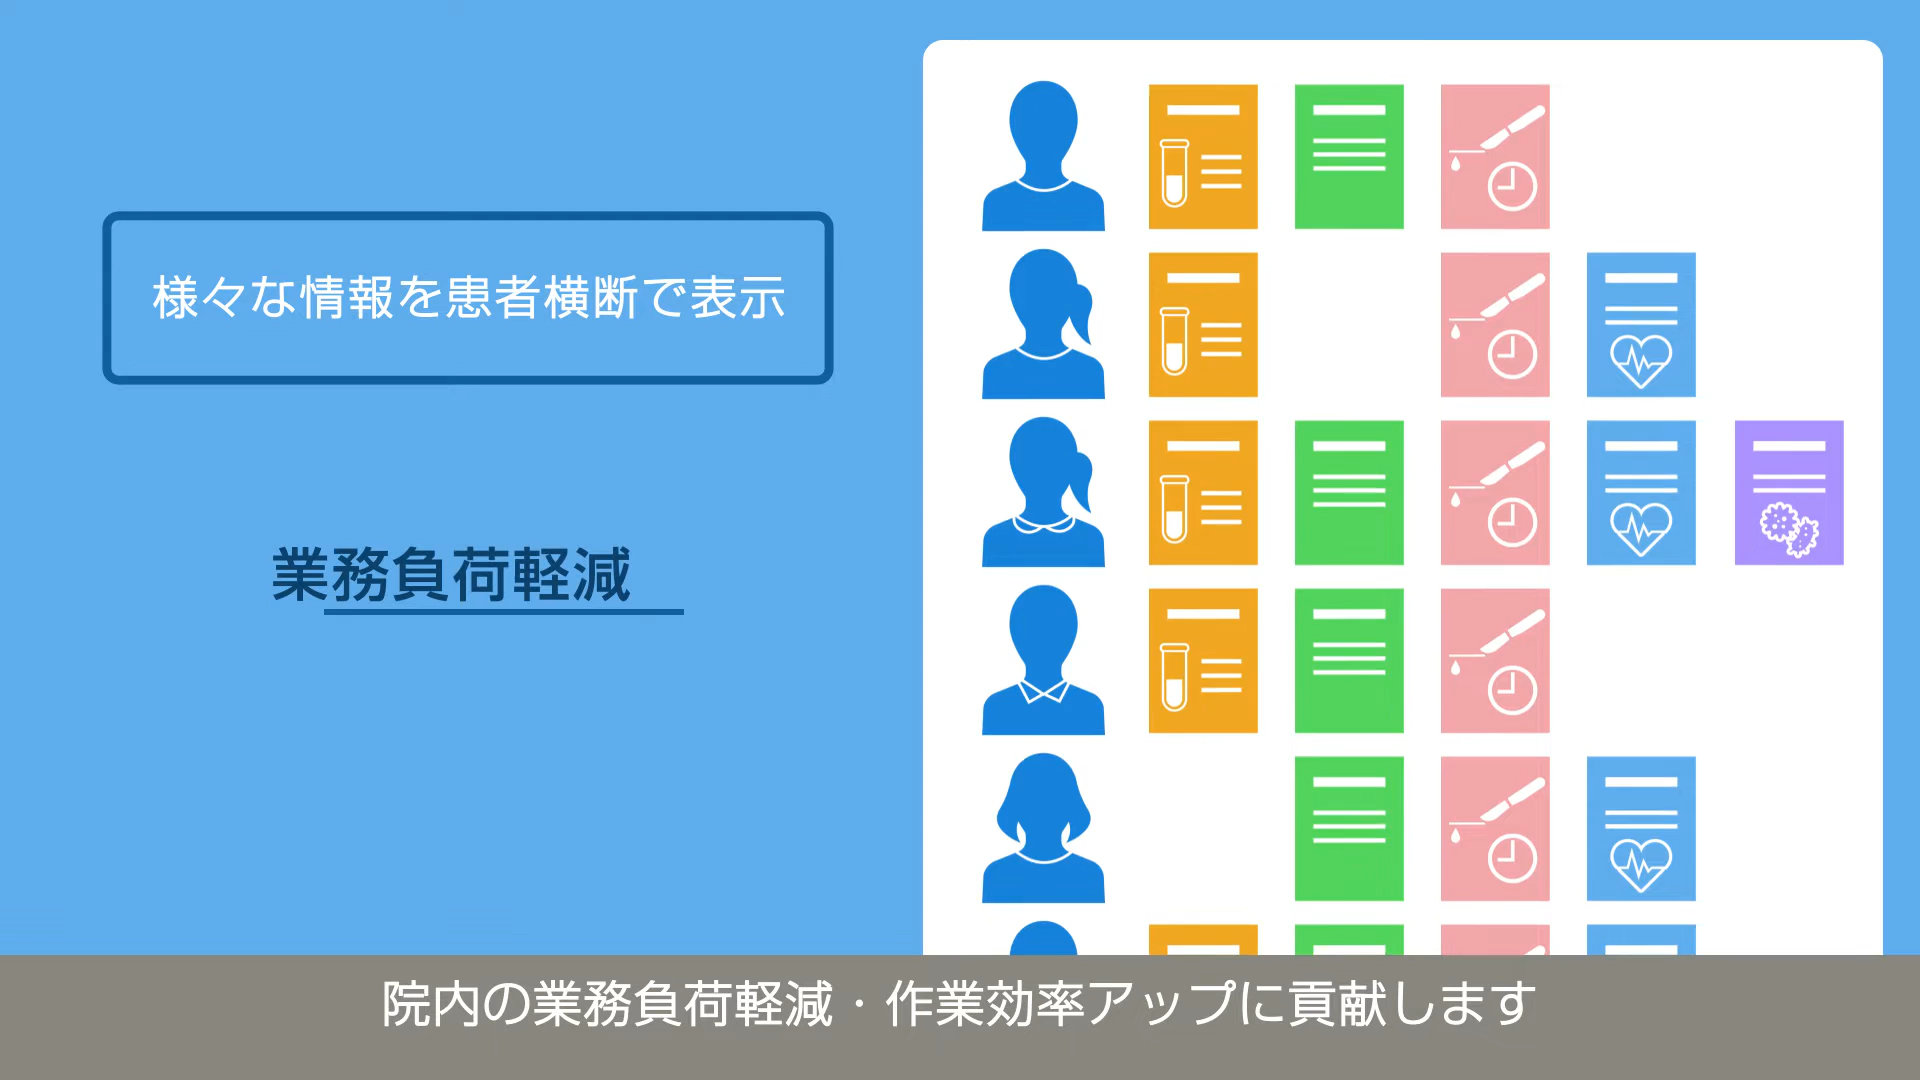 様々な情報を患者横断で表示
業務負荷軽減
院内の業務負荷軽減・作業効率アップに貢献します